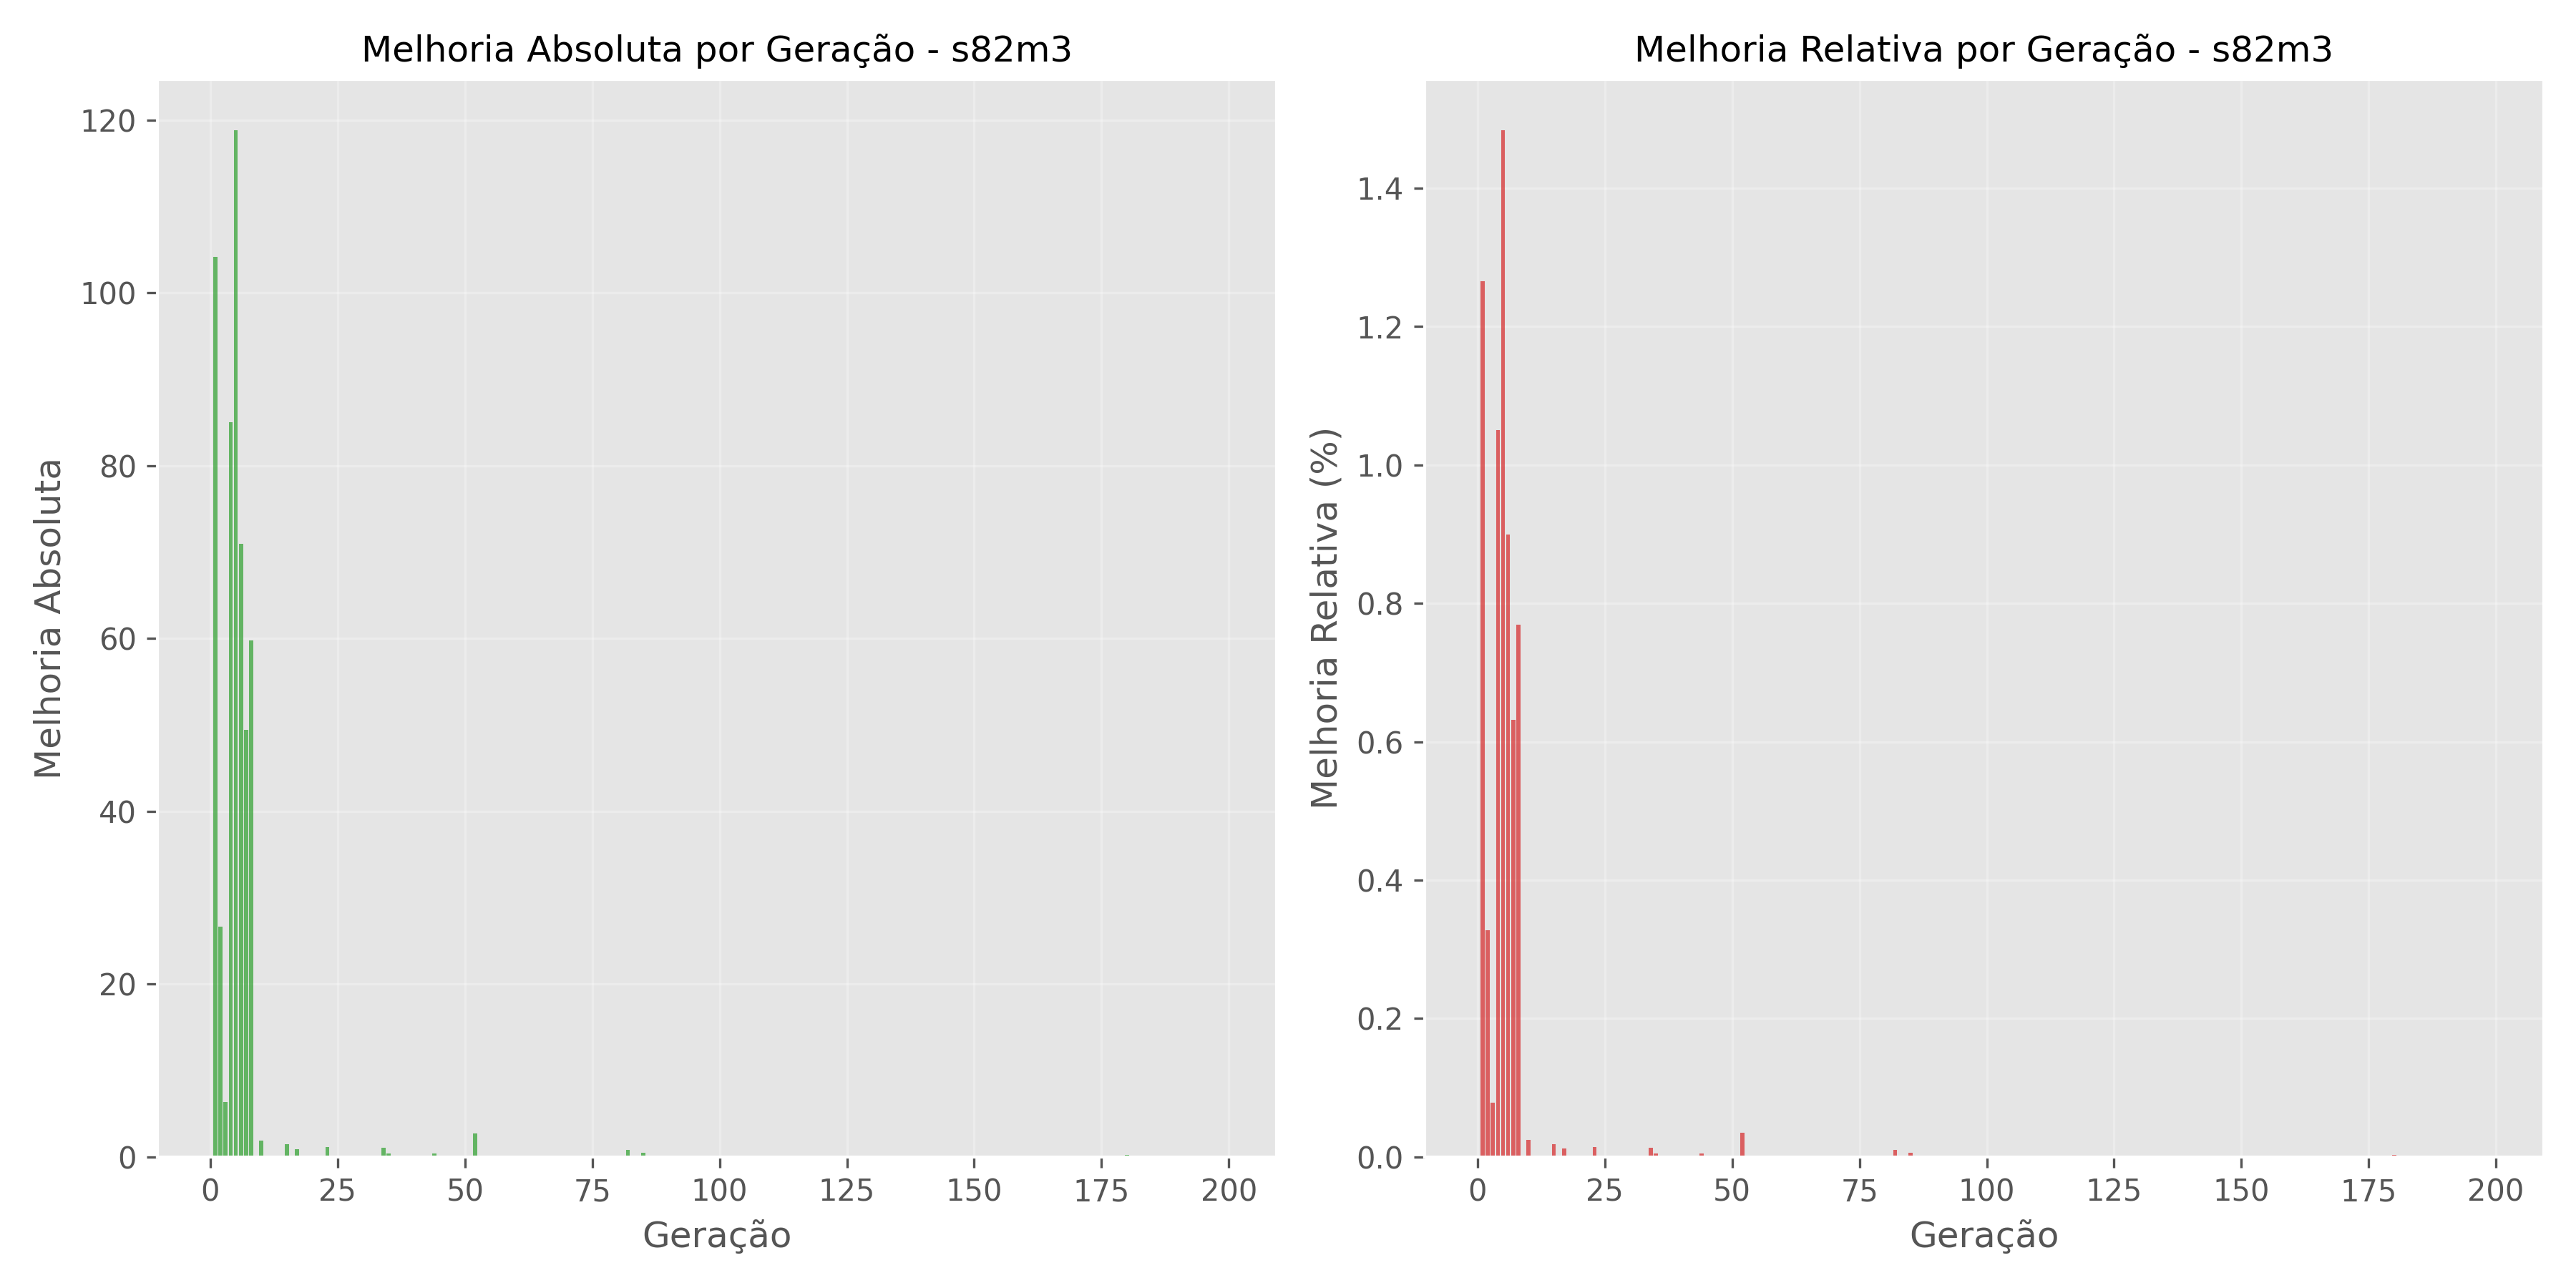 Melhoria Absoluta por Geração - s82m3
Melhoria Absoluta
120
100
80
60
40
20
0
0 25 50 75 100 125 150 175 200
Geração
Melhoria Relativa por Geração - s82m3
Melhoria Relativa (%)
1.4
1.2
1.0
0.8
0.6
0.4
0.2
0.0
0 25 50 75 100 125 150 175 200
Geração